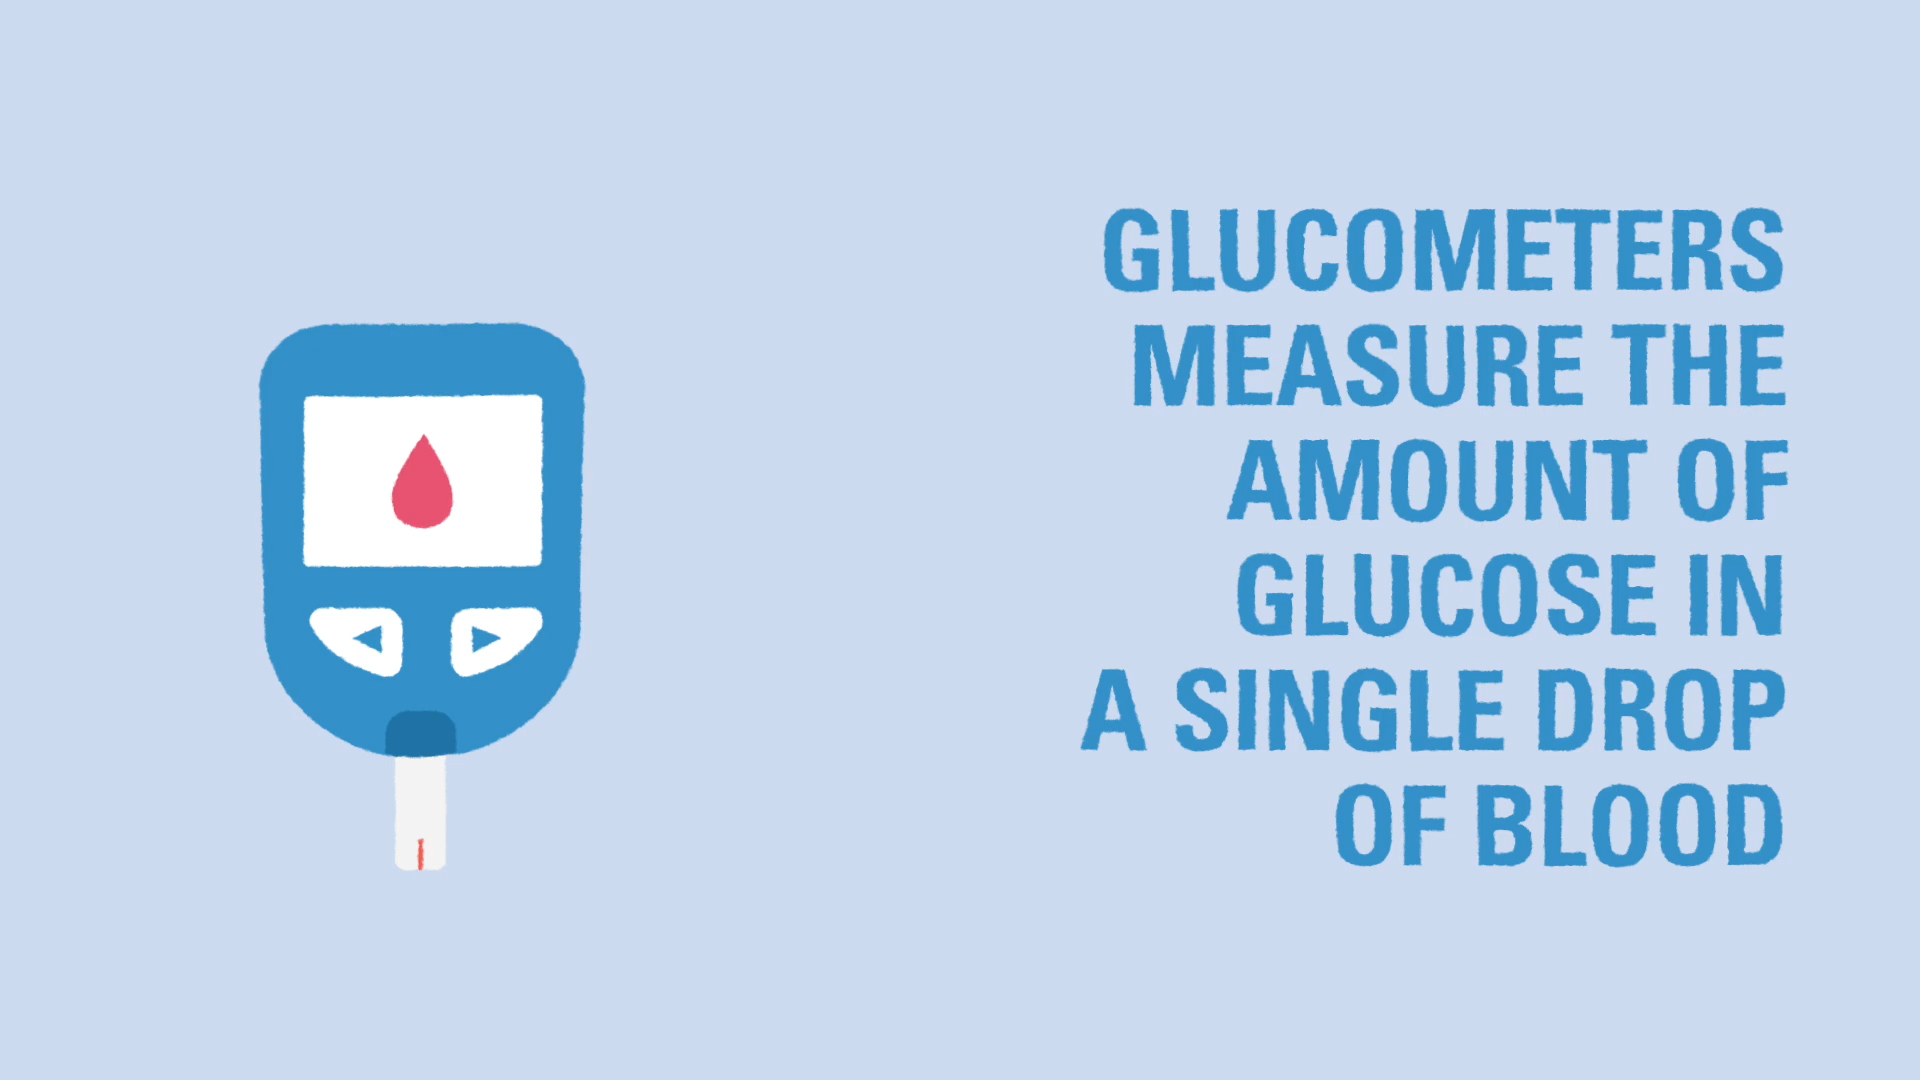 GLUCOMETERS
MEASURE THE
AMOUNT OF
GLUCOSE IN
A SINGLE DROP
OF BLOOD